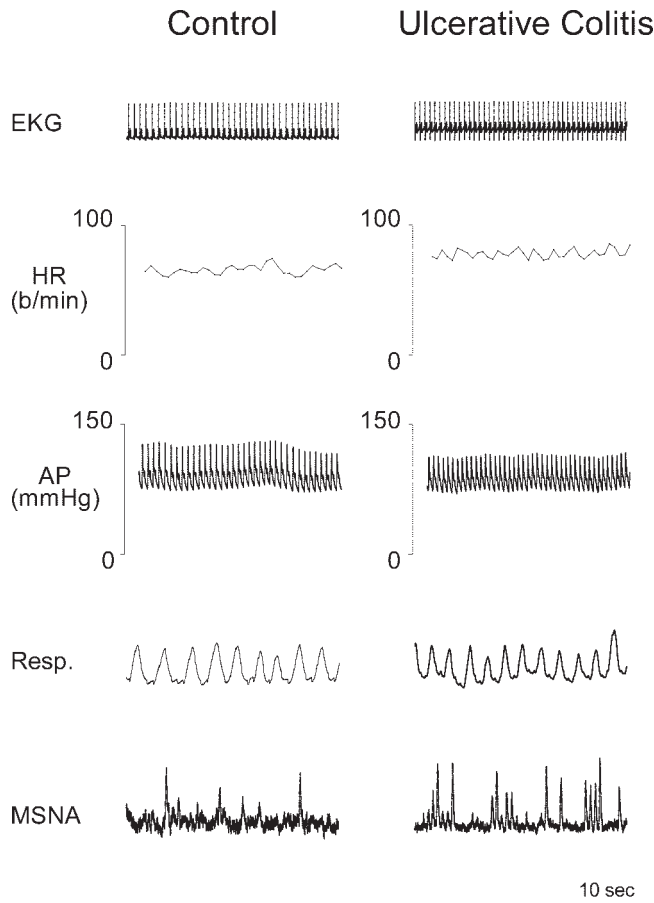 Control
Ulcerative Colitis
EKG
100
100
HR
(b/min)
0
0
150
150
AP
(mmHg)
0
0
Resp.
MSNA
10 sec